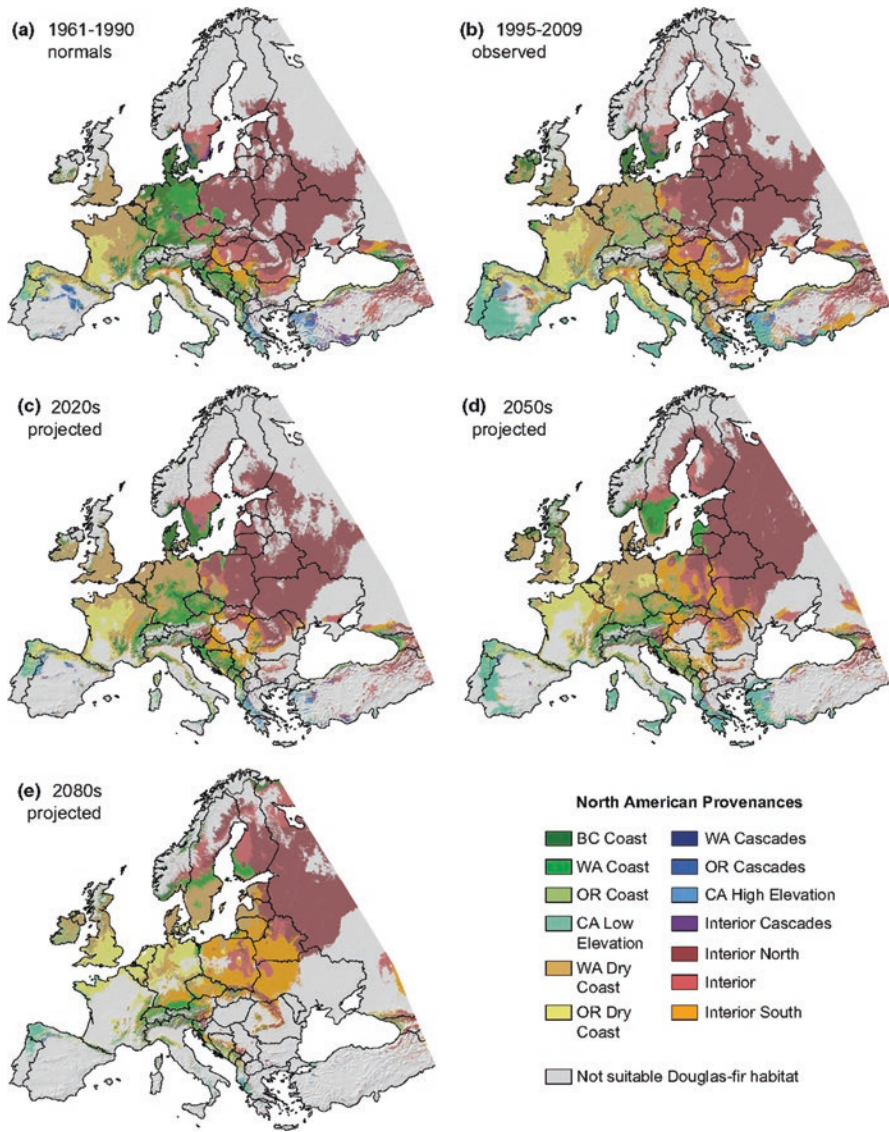 (a) 1961-1990
normals
(b) 1995-2009
observed
(c) 2020s
projected
(d) 2050s
projected
(e) 2080s
projected
North American Provenances
BC Coast
WA Coast
OR Coast
CA Low
Elevation
WA Dry
Coast
OR Dry
Coast
WA Cascades
OR Cascades
CA High Elevation
Interior Cascades
Interior North
Interior
Interior South
Not suitable Douglas-fir habitat